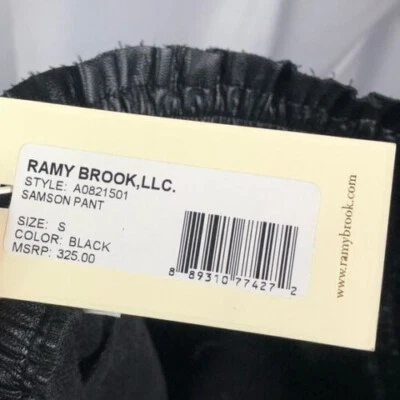 RAMY BROOK,LLC.
STYLE: A0821501
SAMSON PANT
SIZE: S
COLOR: BLACK
MSRP: 325.00
8 89310 77427 2
www.ramybrook.com